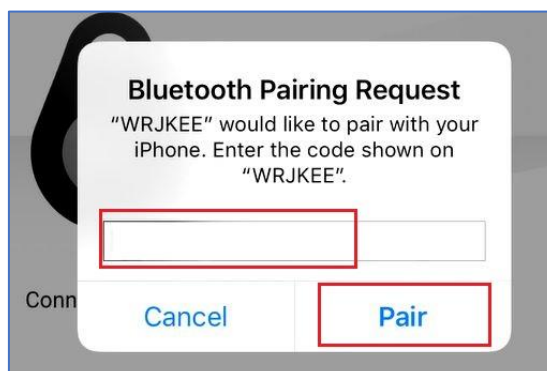 Bluetooth Pairing Request
“WRJKEE” would like to pair with your
iPhone. Enter the code shown on
“WRJKEE”.
Conn
Cancel
Pair